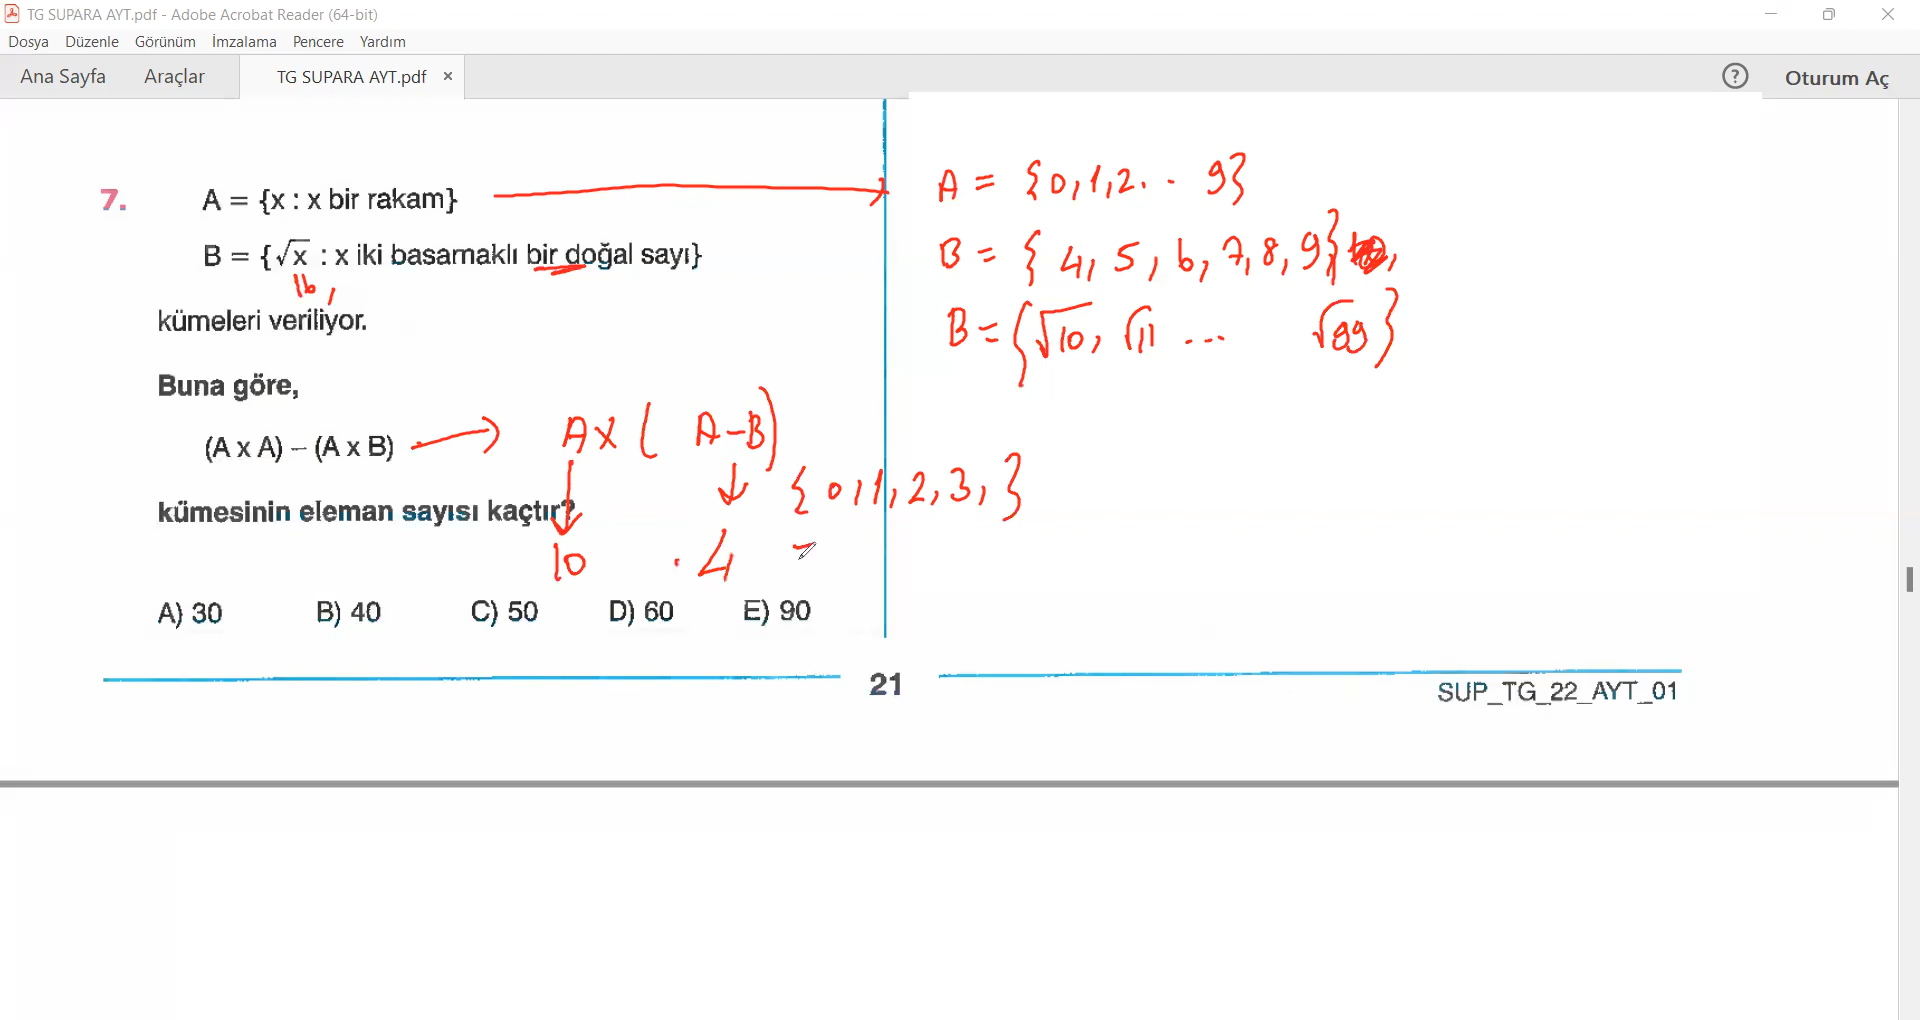 TG SUPARA AYT.pdf - Adobe Acrobat Reader (64-bit)
Dosya Düzenle Görünüm İmzalama Pencere Yardım
Ana Sayfa Araçlar TG SUPARA AYT.pdf × ? Oturum Aç
7. A = {x : x bir rakam}
B = {√x : x iki basamaklı bir doğal sayı}
16,
kümeleri veriliyor.
Buna göre,
(A x A) – (A x B) → A x ( A - B )
{ 0, 1, 2, 3, }
kümesinin eleman sayısı kaçtır?
10 . 4
A) 30 B) 40 C) 50 D) 60 E) 90
A = {0, 1, 2. . 9}
B = { 4, 5, 6, 7, 8, 9} ,
B = {√10, √11 ... √99}
21
SUP_TG_22_AYT_01